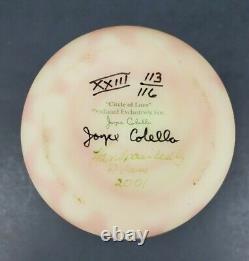 XXIII 113/116
"Circle of Love"
Produced Exclusively For
Joyce Colella
Joyce Colella
2001